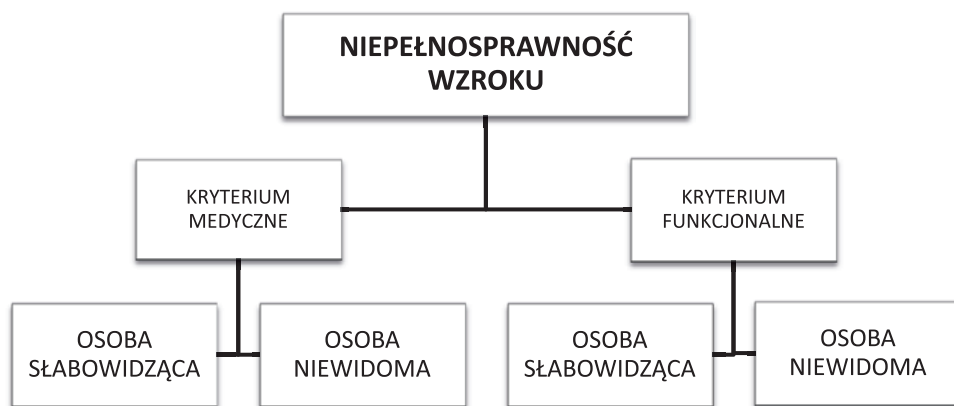 NIEPEŁNOSPRAWNOŚĆ
WZROKU
KRYTERIUM
MEDYCZNE
KRYTERIUM
FUNKCJONALNE
OSOBA
SŁABOWIDZĄCA
OSOBA
NIEWIDOMA
OSOBA
SŁABOWIDZĄCA
OSOBA
NIEWIDOMA